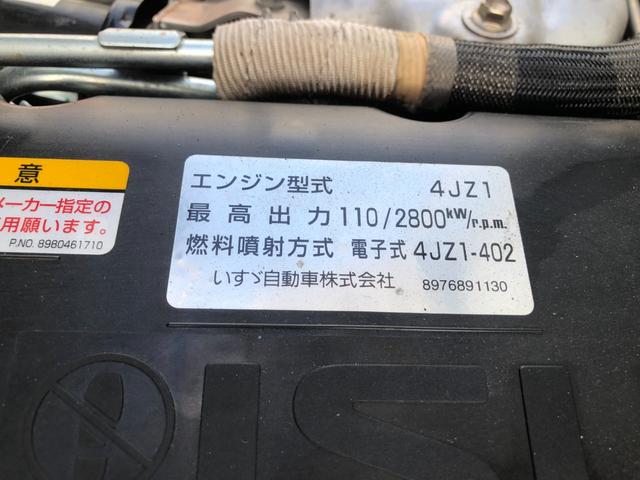 意
メーカー指定の
用願います。
P.NO. 8980461710
エンジン型式 4JZ1
最高出力 110/2800kW/r.p.m.
燃料噴射方式 電子式 4JZ1-402
いすゞ自動車株式会社 8976891130
ISU